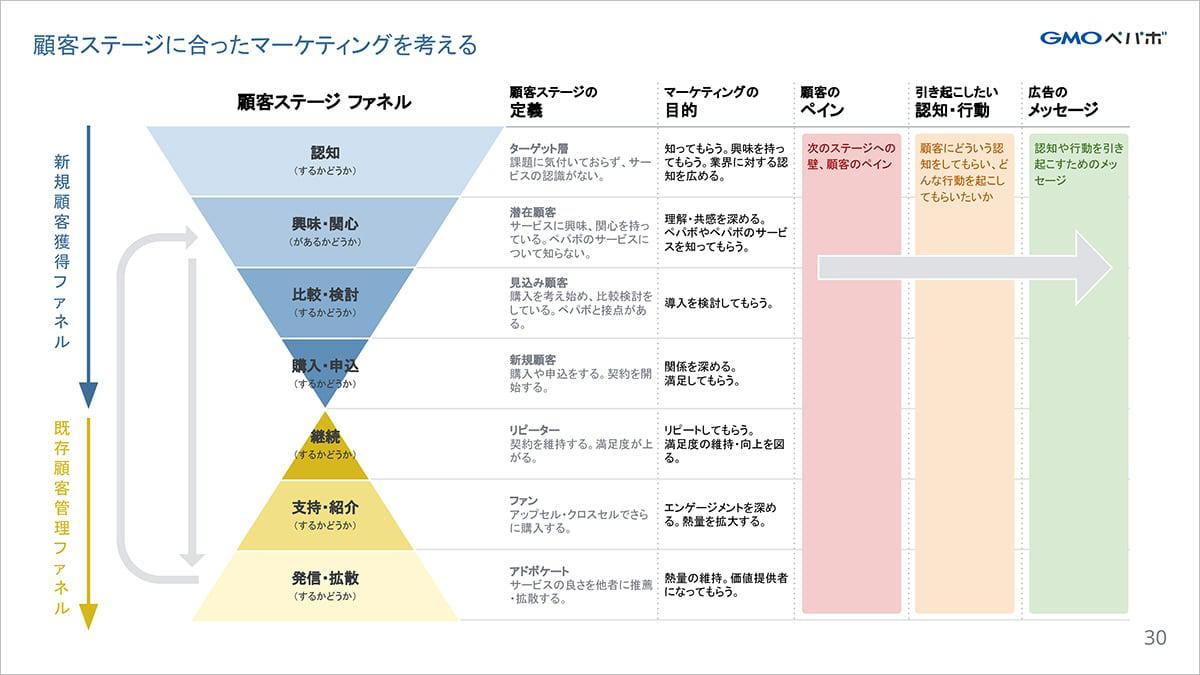 顧客ステージに合ったマーケティングを考える
GMOペパボ
顧客ステージ ファネル
顧客ステージの
定義
マーケティングの
目的
顧客の
ペイン
引き起こしたい
認知・行動
広告の
メッセージ
新規顧客獲得ファネル
既存顧客管理ファネル
認知
(するかどうか)
ターゲット層
課題に気付いておらず、サー
ビスの認識がない。
知ってもらう。興味を持っ
てもらう。業界に対する認
知を広める。
次のステージへの
壁、顧客のペイン
顧客にどういう認
知をしてもらい、ど
んな行動を起こし
てもらいたいか
認知や行動を引き
起こすためのメッ
セージ
興味・関心
(があるかどうか)
潜在顧客
サービスに興味、関心を持っ
ている。ペパボのサービスに
ついて知らない。
理解・共感を深める。
ペパボやペパボのサービ
スを知ってもらう。
比較・検討
(するかどうか)
見込み顧客
購入を考え始め、比較検討を
している。ペパボと接点があ
る。
導入を検討してもらう。
購入・申込
(するかどうか)
新規顧客
購入や申込をする。契約を開
始する。
関係を深める。
満足してもらう。
継続
(するかどうか)
リピーター
契約を維持する。満足度が上
がる。
リピートしてもらう。
満足度の維持・向上を図
る。
支持・紹介
(するかどうか)
ファン
アップセル・クロスセルでさら
に購入する。
エンゲージメントを深め
る。熱量を拡大する。
発信・拡散
(するかどうか)
アドボケート
サービスの良さを他者に推薦
・拡散する。
熱量の維持。価値提供者
になってもらう。
30